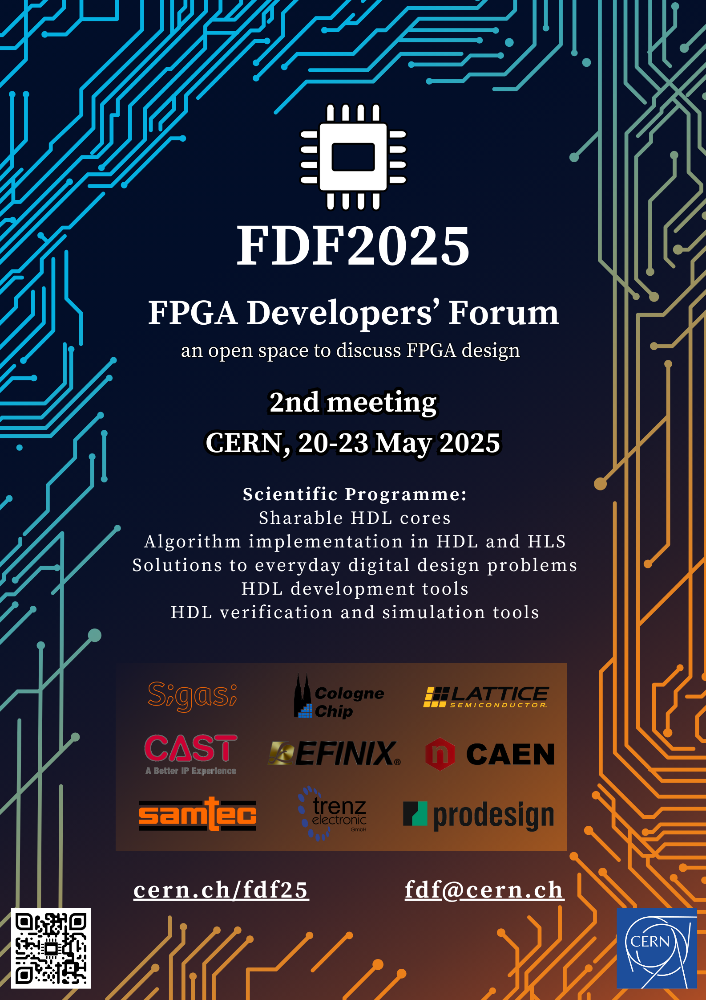 FDF2025
FPGA Developers’ Forum
an open space to discuss FPGA design
2nd meeting
CERN, 20-23 May 2025
Scientific Programme:
Sharable HDL cores
Algorithm implementation in HDL and HLS
Solutions to everyday digital design problems
HDL development tools
HDL verification and simulation tools
S;gas;
Cologne
Chip
LATTICE
SEMICONDUCTOR.
CAST
A Better IP Experience
EFINIX®
n CAEN
samtec
trenz
electronic
GmbH
prodesign
cern.ch/fdf25
fdf@cern.ch
CERN